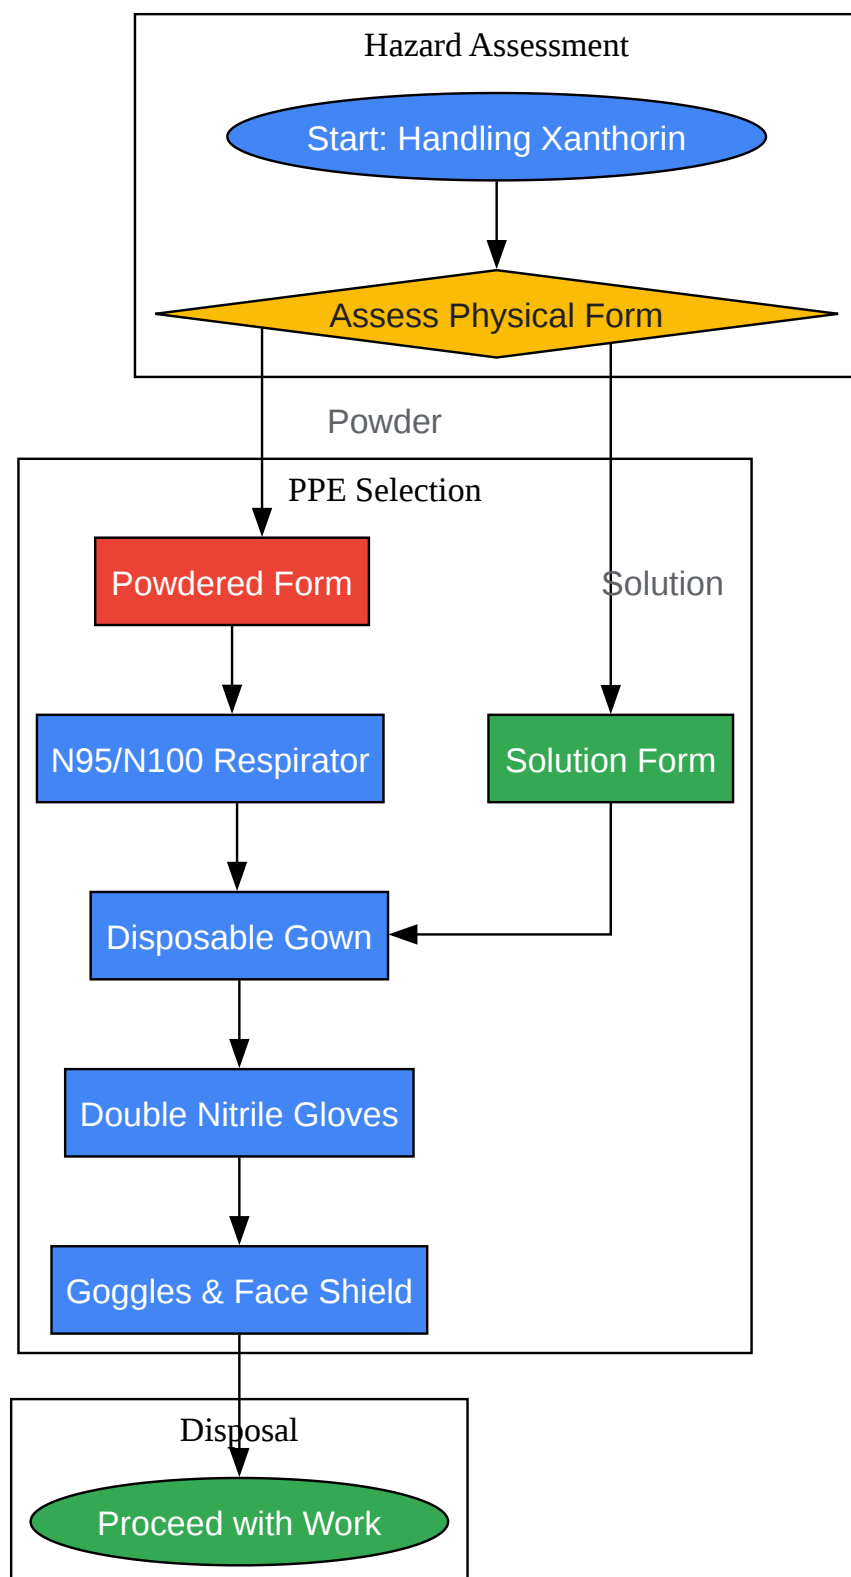 Hazard Assessment
Start: Handling Xanthorin
Assess Physical Form
Powder
PPE Selection
Powdered Form
Solution
N95/N100 Respirator
Solution Form
Disposable Gown
Double Nitrile Gloves
Goggles & Face Shield
Disposal
Proceed with Work